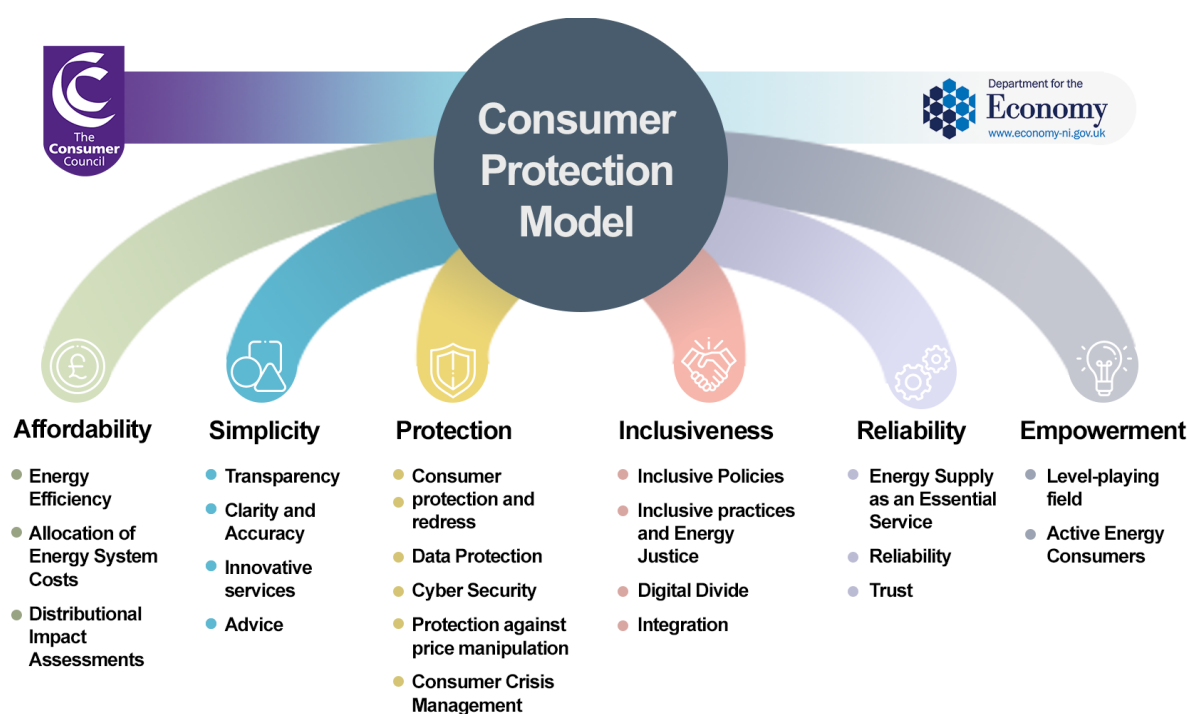 The
Consumer
Council
Consumer
Protection
Model
Department for the
Economy
www.economy-ni.gov.uk
£
Affordability
Energy
Efficiency
Allocation of
Energy System
Costs
Distributional
Impact
Assessments
Simplicity
Transparency
Clarity and
Accuracy
Innovative
services
Advice
Protection
Consumer
protection and
redress
Data Protection
Cyber Security
Protection against
price manipulation
Consumer Crisis
Management
Inclusiveness
Inclusive Policies
Inclusive practices
and Energy
Justice
Digital Divide
Integration
Reliability
Energy Supply
as an Essential
Service
Reliability
Trust
Empowerment
Level-playing
field
Active Energy
Consumers